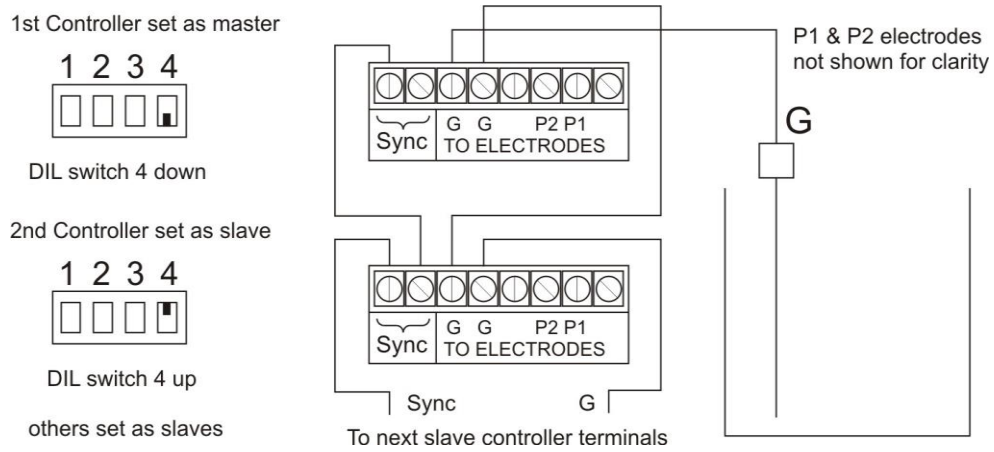 1st Controller set as master
1 2 3 4
DIL switch 4 down
2nd Controller set as slave
1 2 3 4
DIL switch 4 up
others set as slaves
Sync
G G P2 P1
TO ELECTRODES
Sync
G G P2 P1
TO ELECTRODES
Sync
G
To next slave controller terminals
P1 & P2 electrodes
not shown for clarity
G